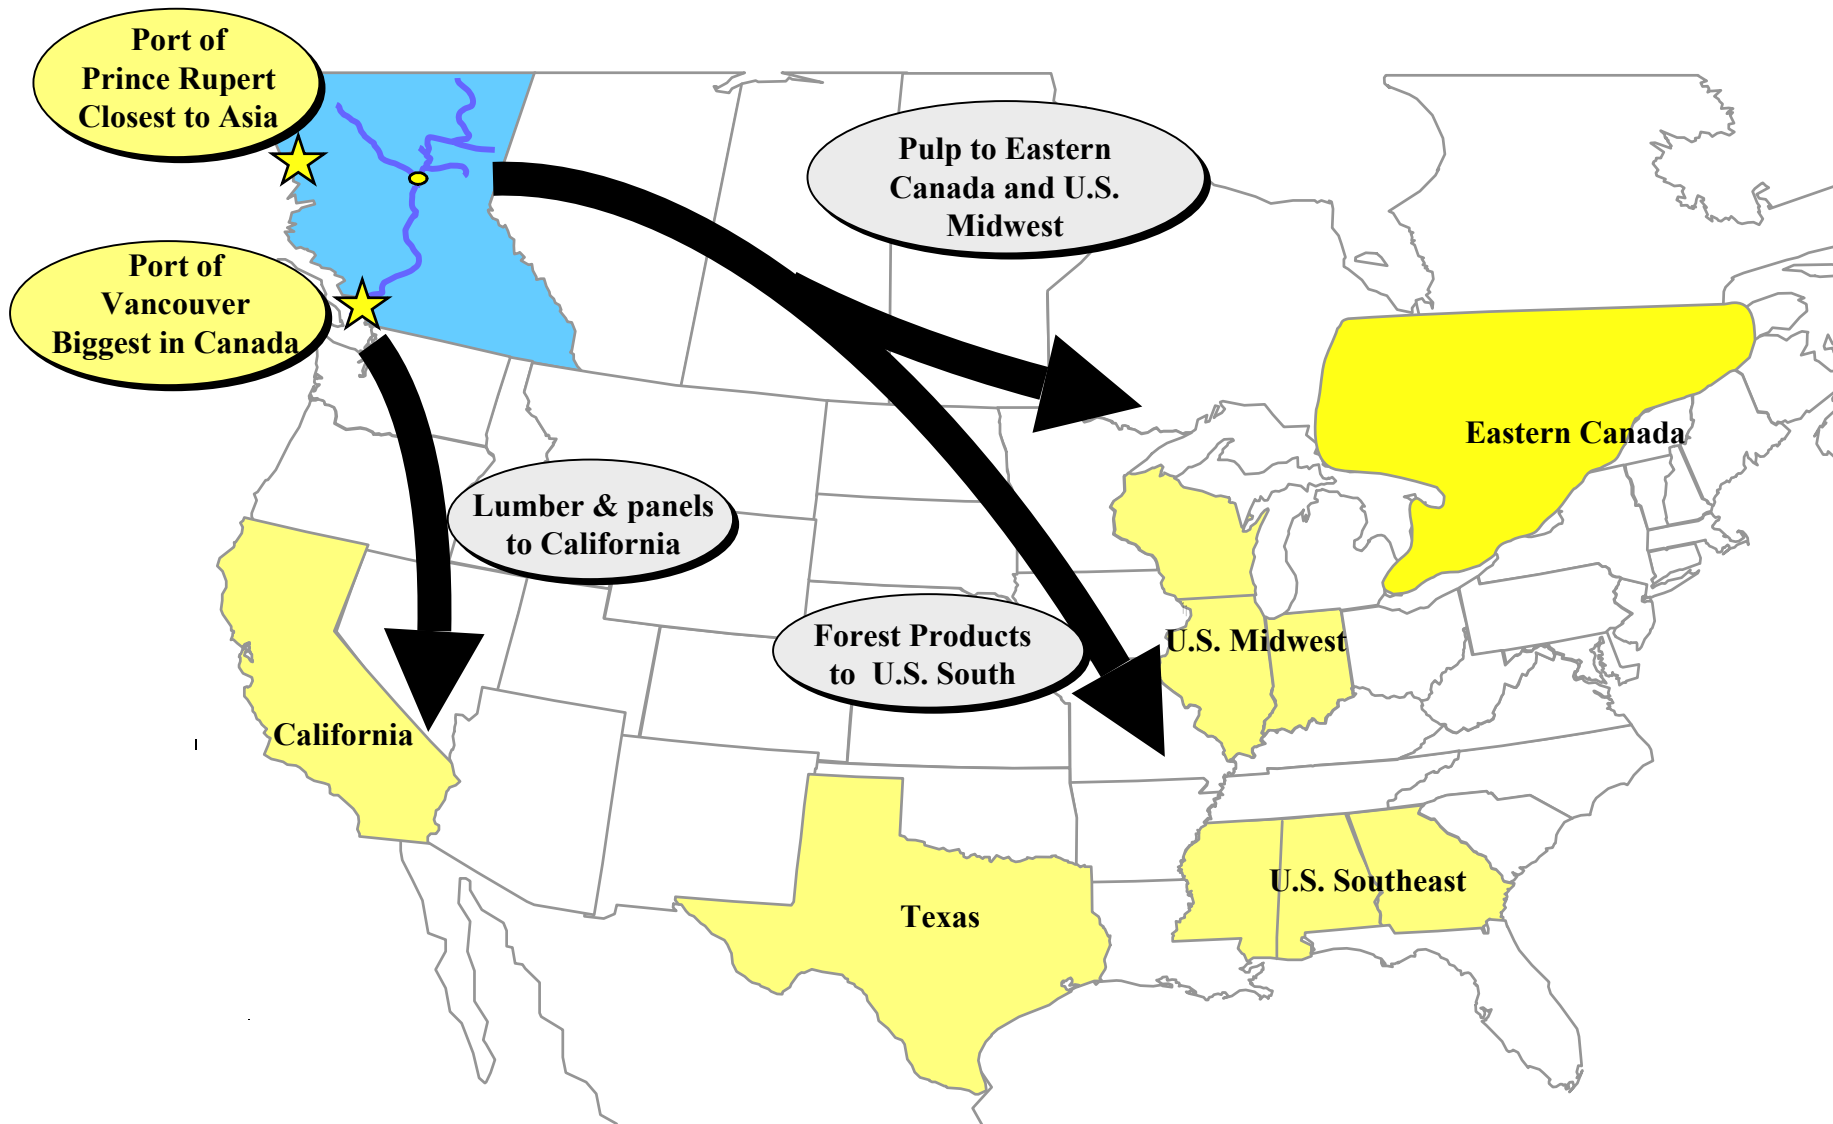 Port of
Prince Rupert
Closest to Asia
Pulp to Eastern
Canada and U.S.
Midwest
Port of
Vancouver
Biggest in Canada
Eastern Canada
Lumber & panels
to California
Forest Products
to U.S. South
U.S. Midwest
California
U.S. Southeast
Texas